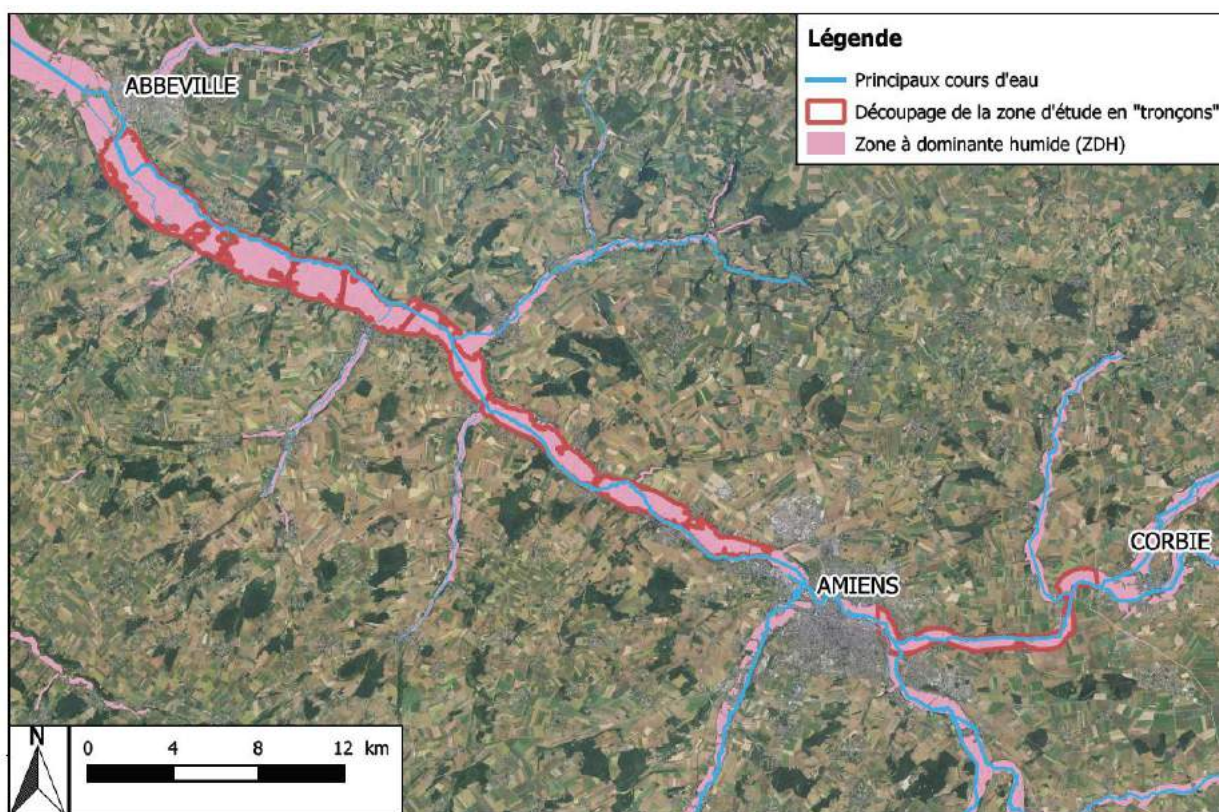 Légende
Principaux cours d'eau
Découpage de la zone d'étude en "tronçons"
Zone à dominante humide (ZDH)
ABBEVILLE
CORBIE
AMIENS
N
0 4 8 12 km